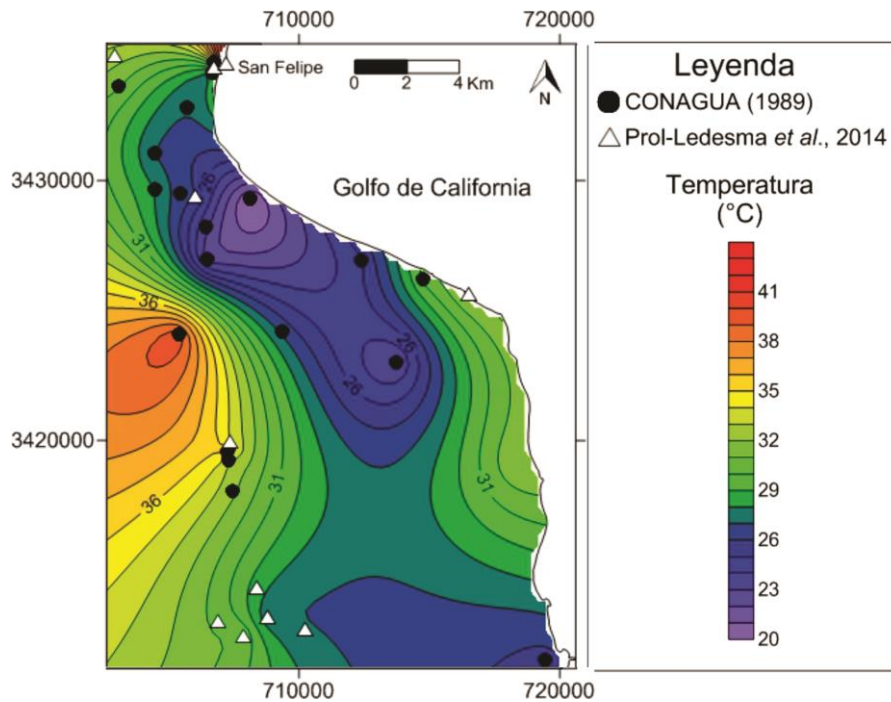 710000
720000
San Felipe
0 2 4 Km
N
3430000
Golfo de California
26
31
36
26
26
3420000
31
31
36
710000
720000
Leyenda
CONAGUA (1989)
Prol-Ledesma et al., 2014
Temperatura
(°C)
41
38
35
32
29
26
23
20